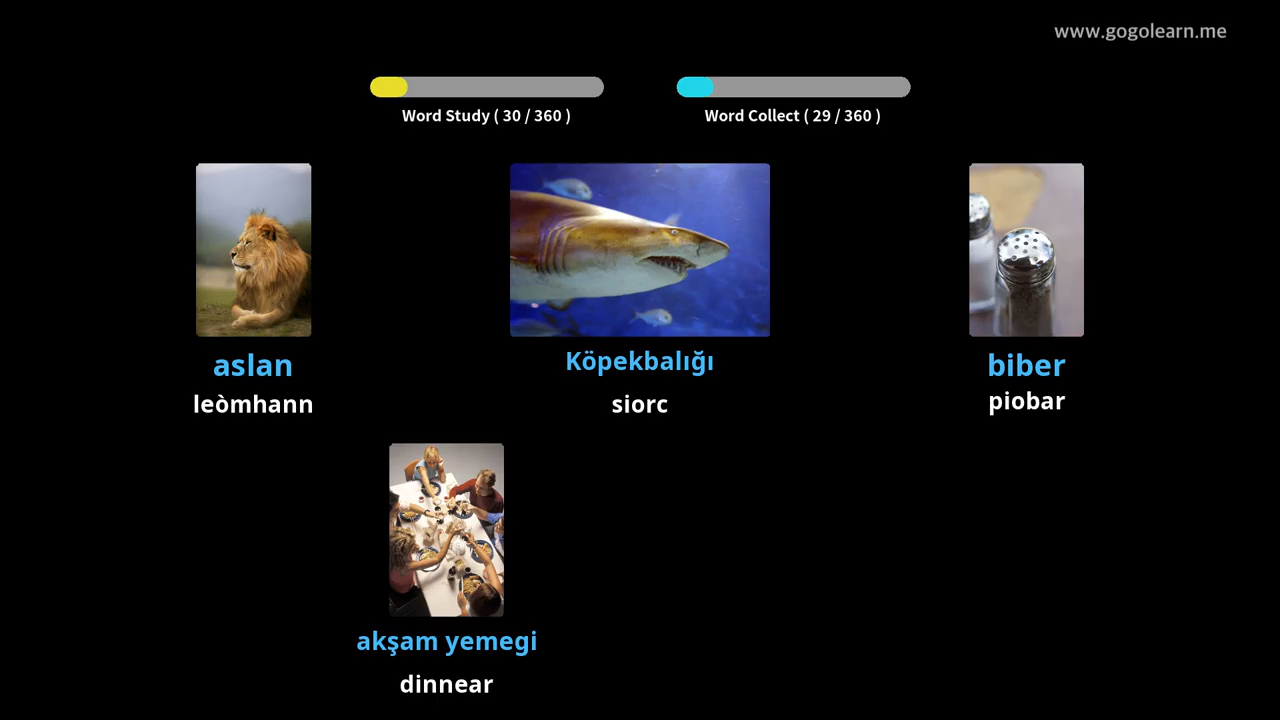 www.gogolearn.me
Word Study ( 30 / 360 )
Word Collect ( 29 / 360 )
aslan
Köpekbalığı
biber
leòmhann
siorc
piobar
akşam yemegi
dinnear